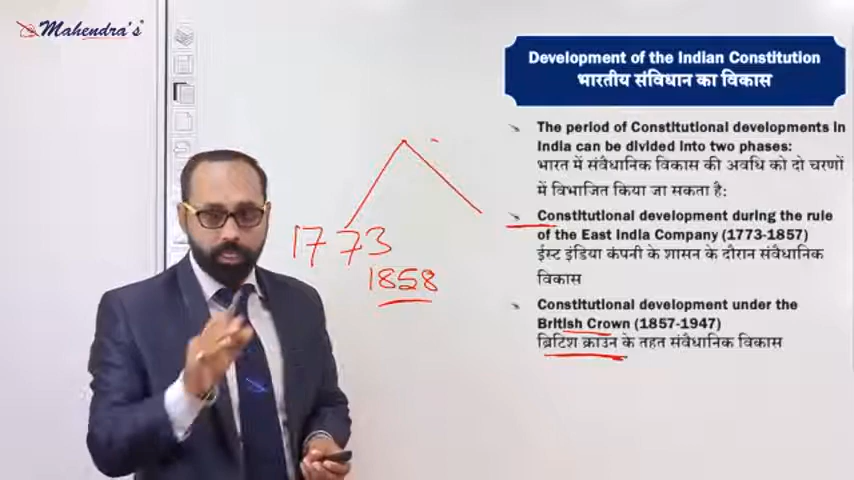 Mahendra's
Development of the Indian Constitution
भारतीय संविधान का विकास
The period of Constitutional developments in
India can be divided into two phases:
भारत में संवैधानिक विकास की अवधि को दो चरणों
में विभाजित किया जा सकता है:
Constitutional development during the rule
of the East India Company (1773-1857)
ईस्ट इंडिया कंपनी के शासन के दौरान संवैधानिक
विकास
Constitutional development under the
British Crown (1857-1947)
ब्रिटिश क्राउन के तहत संवैधानिक विकास
1773
1858